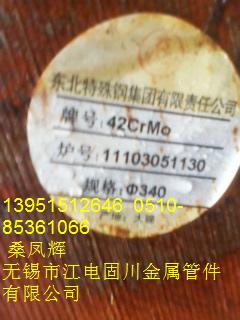 东北特殊钢集团有限责任公司
牌号：42CrMo
炉号：11103051130
规格：Φ340
13951512646 0510-
85361066
桑凤辉
无锡市江电固川金属管件
有限公司